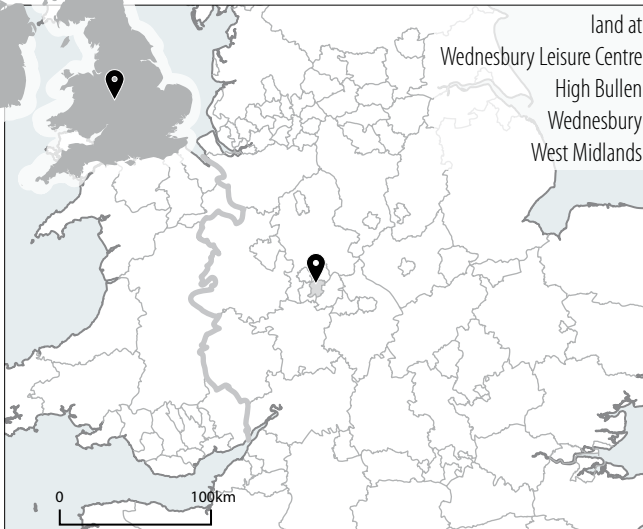 land at
Wednesbury Leisure Centre
High Bullen
Wednesbury
West Midlands
0 100km